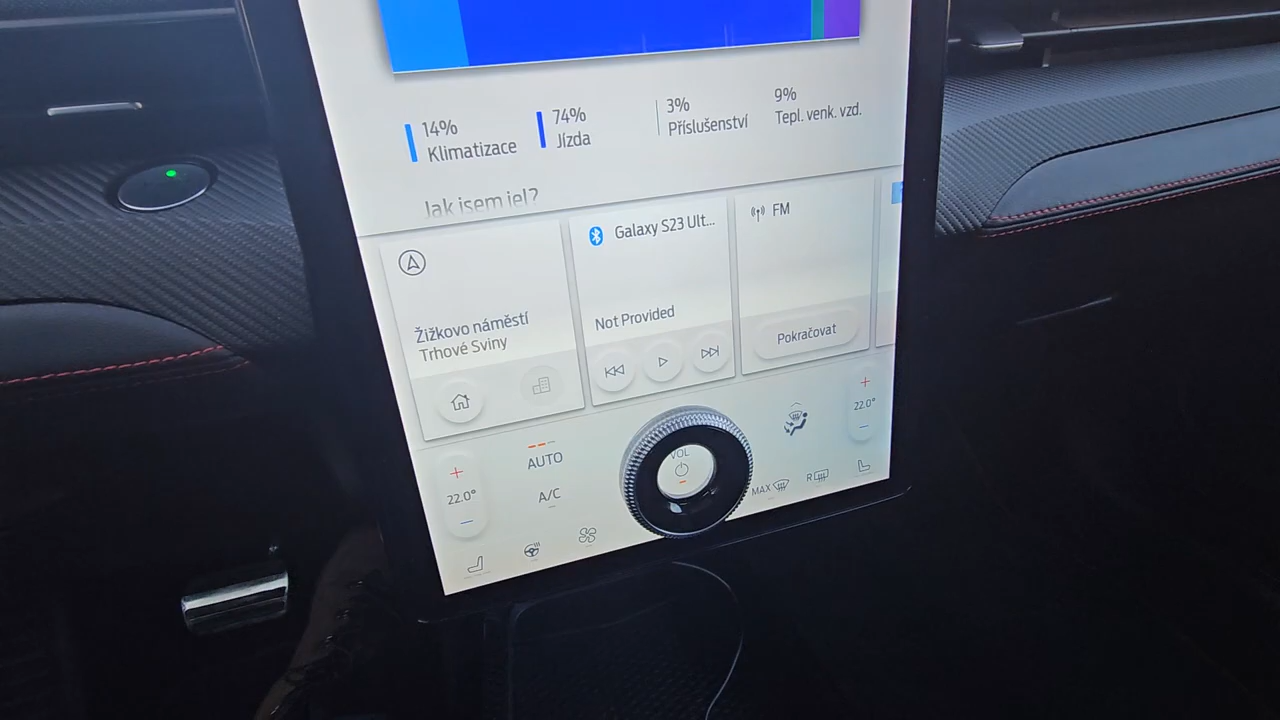 14%
Klimatizace
74%
Jízda
3%
Příslušenství
9%
Tepl. venk. vzd.
Jak jsem jel?
Žižkovo náměstí
Trhové Sviny
Galaxy S23 Ult...
Not Provided
FM
Pokračovat
22.0°
AUTO
A/C
VOL
MAX
R
22.0°